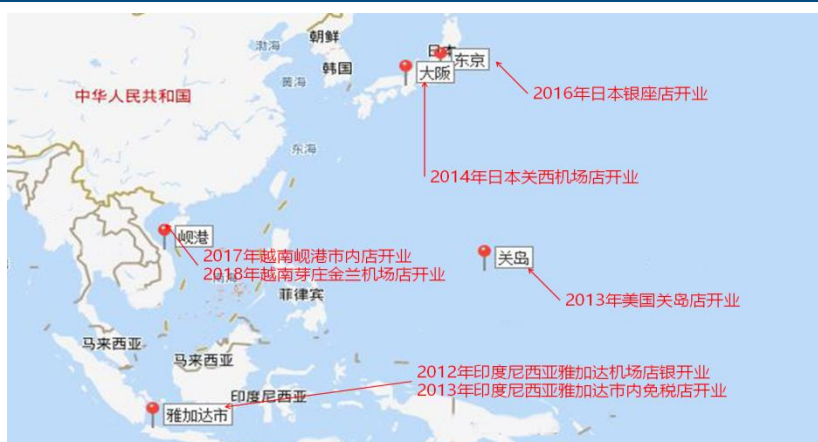 朝鲜
渤海
日本
东京
韩国
大阪
黄海
中华人民共和国
2016年日本银座店开业
东海
2014年日本关西机场店开业
岘港
2017年越南岘港市内店开业
关岛
2018年越南芽庄金兰机场店开业
南海
菲律宾
2013年美国关岛店开业
马来西亚
马来西亚
2012年印度尼西亚雅加达机场店银开业
2013年印度尼西亚雅加达市内免税店开业
印度尼西亚
雅加达市